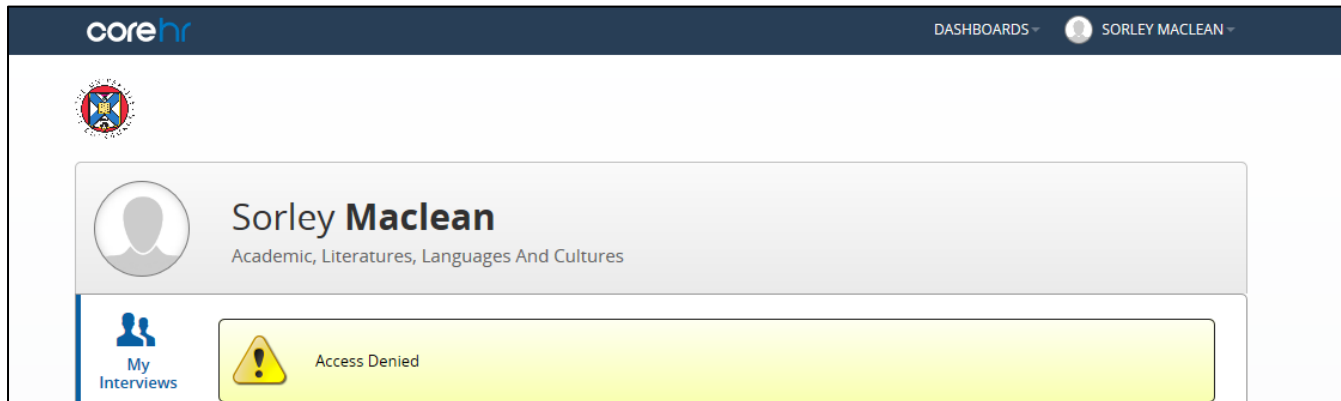 corehr
DASHBOARDS
SORLEY MACLEAN
Sorley Maclean
Academic, Literatures, Languages And Cultures
My
Interviews
Access Denied